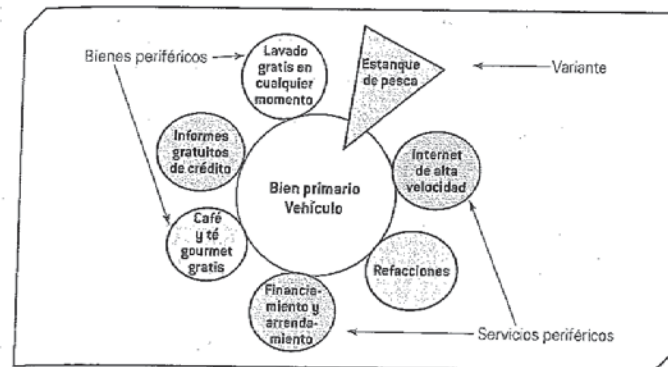 Bienes periféricos
Lavado
gratis en
cualquier
momento
Estanque
de pesca
Variante
Informes
gratuitos
de crédito
Internet
de alta
velocidad
Bien primario
Vehículo
Café
y té
gourmet
gratis
Refacciones
Financia-
miento y
arrenda-
miento
Servicios periféricos